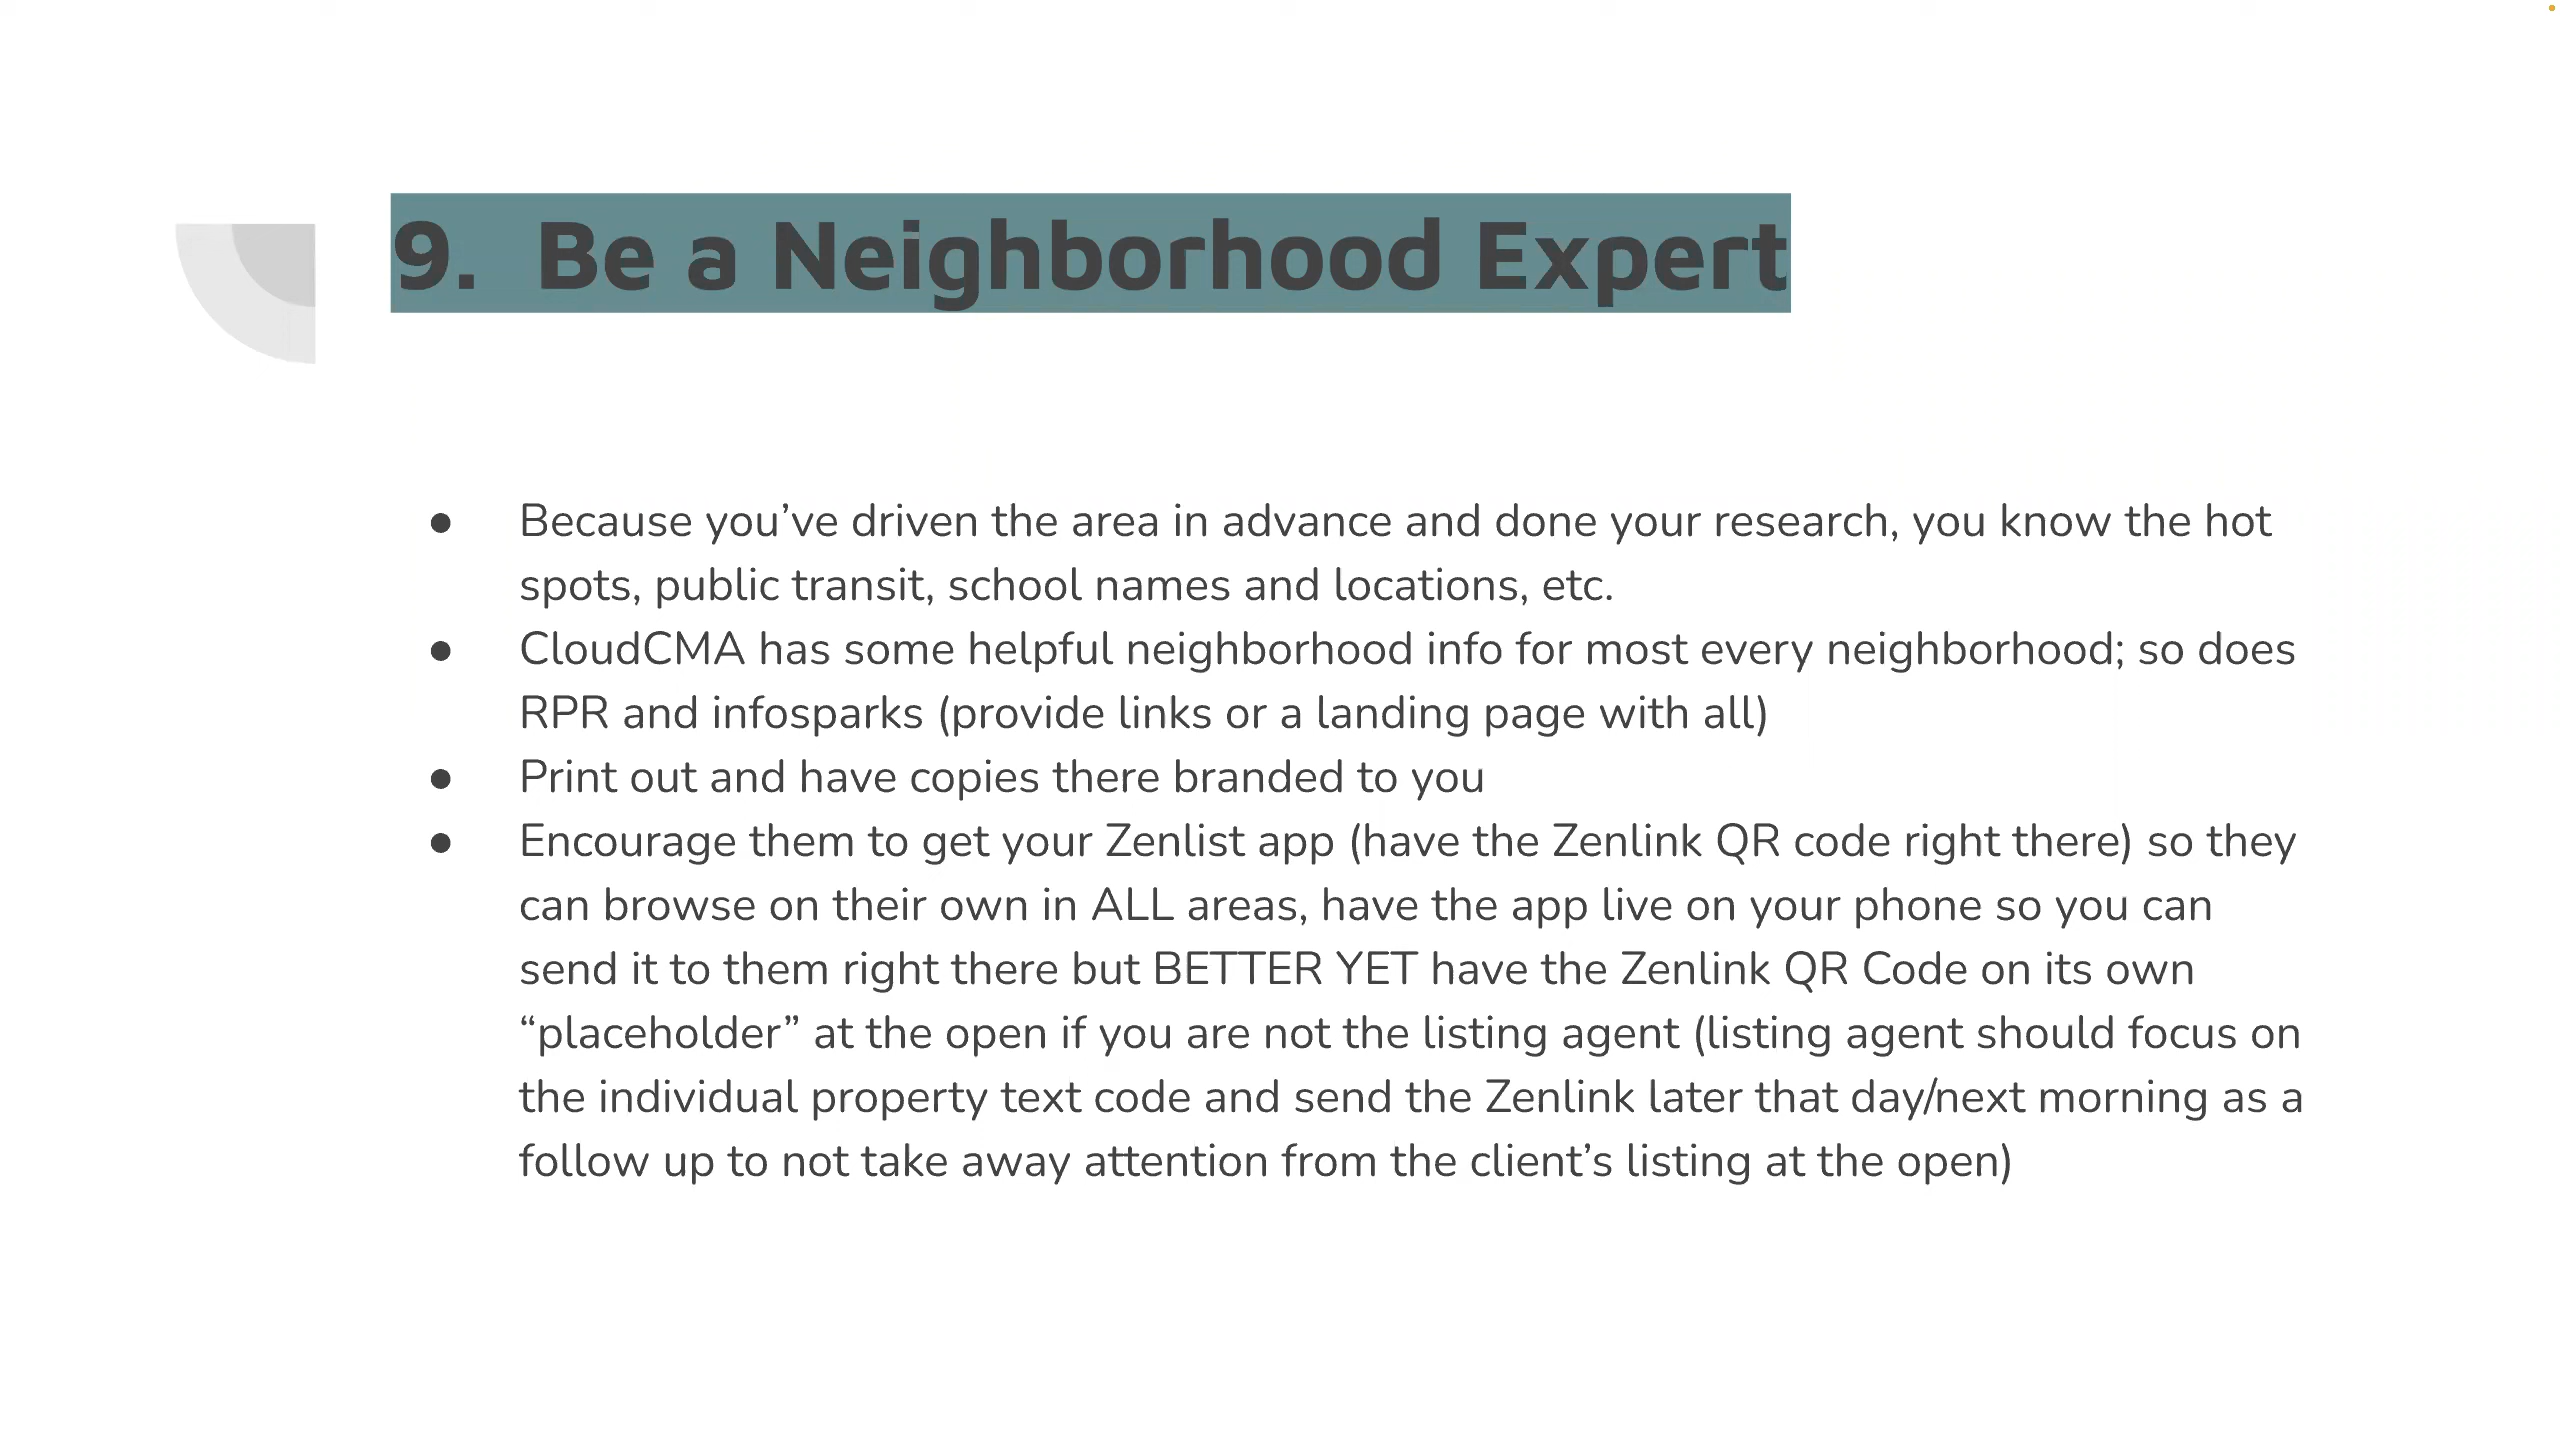 9. Be a Neighborhood Expert
● Because you’ve driven the area in advance and done your research, you know the hot
spots, public transit, school names and locations, etc.
● CloudCMA has some helpful neighborhood info for most every neighborhood; so does
RPR and infosparks (provide links or a landing page with all)
● Print out and have copies there branded to you
● Encourage them to get your Zenlist app (have the Zenlink QR code right there) so they
can browse on their own in ALL areas, have the app live on your phone so you can
send it to them right there but BETTER YET have the Zenlink QR Code on its own
“placeholder” at the open if you are not the listing agent (listing agent should focus on
the individual property text code and send the Zenlink later that day/next morning as a
follow up to not take away attention from the client’s listing at the open)